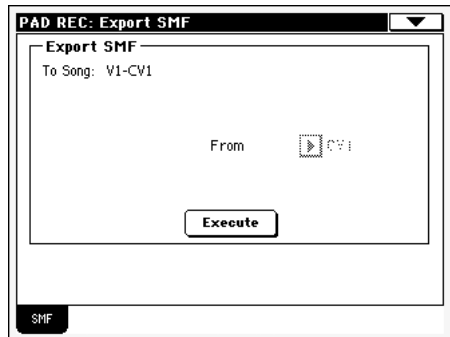 PAD REC: Export SMF
Export SMF
To Song: V1-CV1
From CV1
Execute
SMF